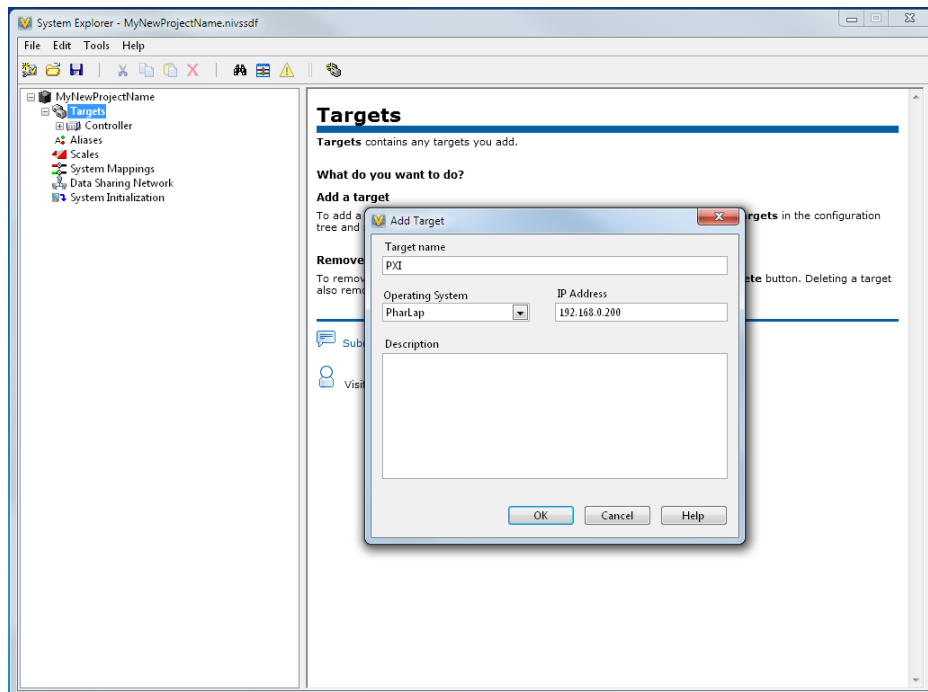 System Explorer - MyNewProjectName.nivssdf
File Edit Tools Help
MyNewProjectName
Targets
Controller
Aliases
Scales
System Mappings
Data Sharing Network
System Initialization
Targets
Targets contains any targets you add.
What do you want to do?
Add a target
To add a
rgets in the configuration
tree and
Remove
To remov
ete button. Deleting a target
also remo
Sub
Visit
Add Target
Target name
PXI
Operating System
IP Address
PharLap
192.168.0.200
Description
OK Cancel Help